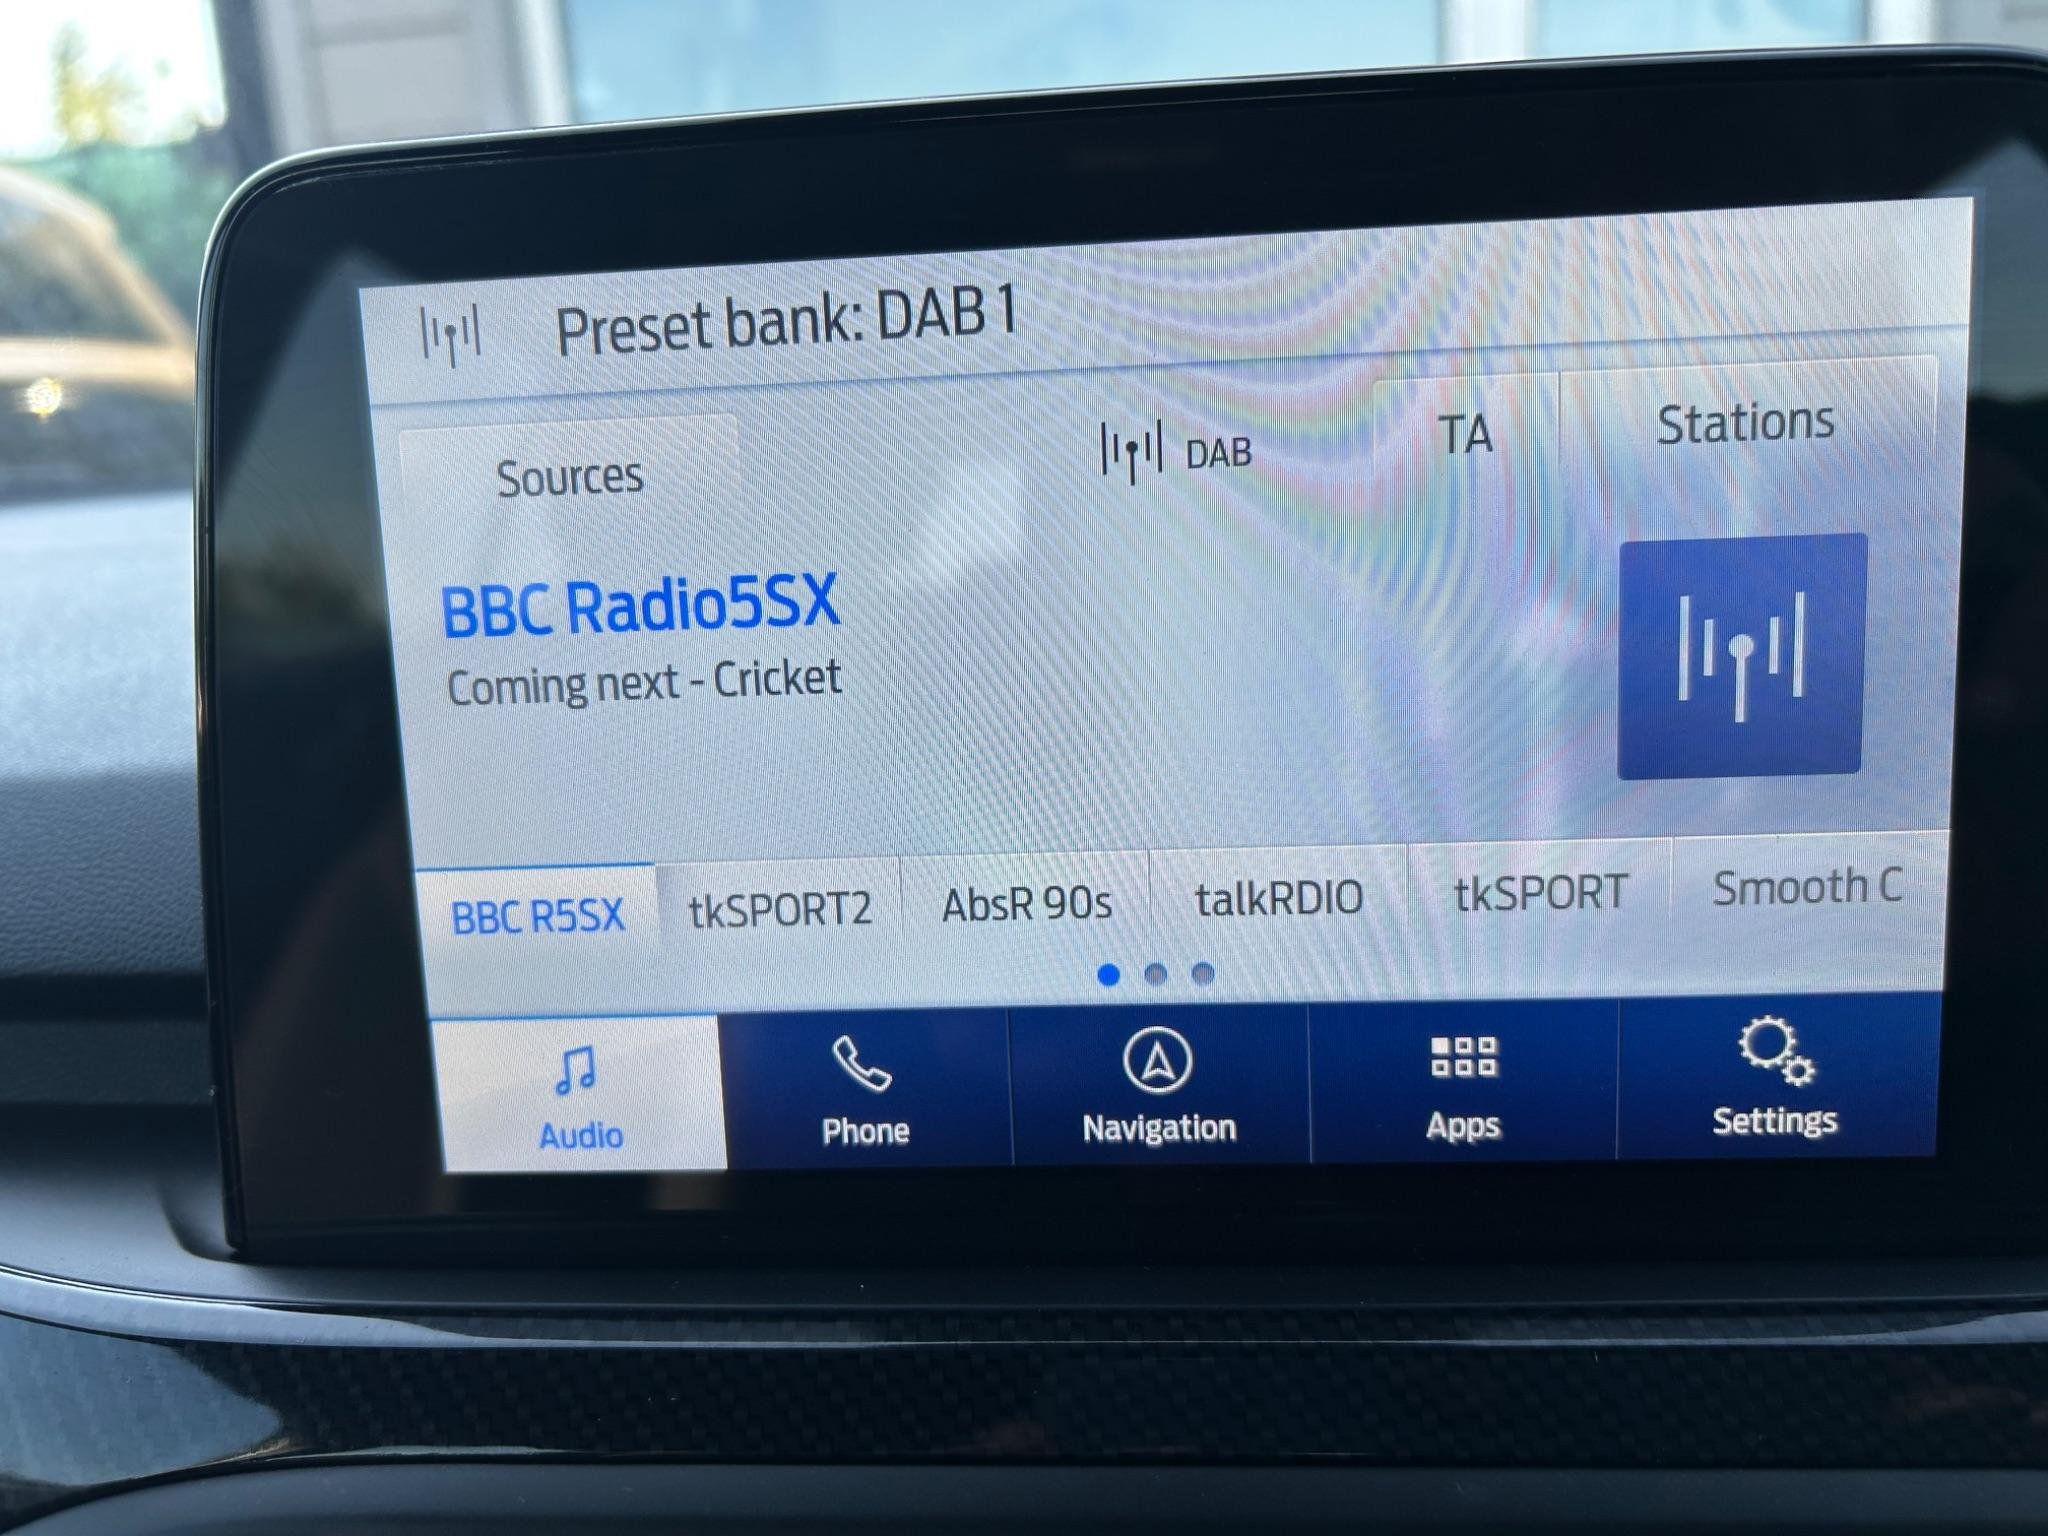 Preset bank: DAB 1
Sources
DAB
TA
Stations
BBC Radio5SX
Coming next - Cricket
BBC R5SX
tkSPORT2
AbsR 90s
talkRDIO
tkSPORT
Smooth C
Audio
Phone
Navigation
Apps
Settings